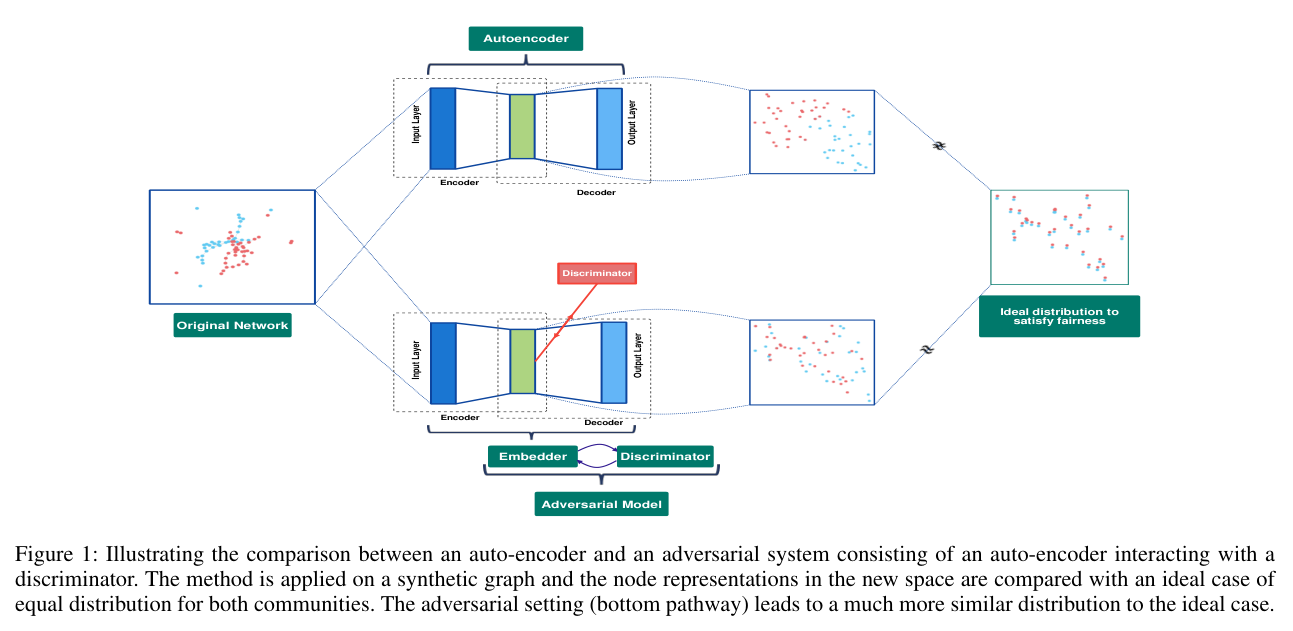 Autoencoder
Input Layer
Output Layer
Encoder
Decoder
Original Network
Discriminator
Ideal distribution to
satisfy fairness
Input Layer
Output Layer
Encoder
Decoder
Embedder
Discriminator
Adversarial Model
Figure 1: Illustrating the comparison between an auto-encoder and an adversarial system consisting of an auto-encoder interacting with a
discriminator. The method is applied on a synthetic graph and the node representations in the new space are compared with an ideal case of
equal distribution for both communities. The adversarial setting (bottom pathway) leads to a much more similar distribution to the ideal case.